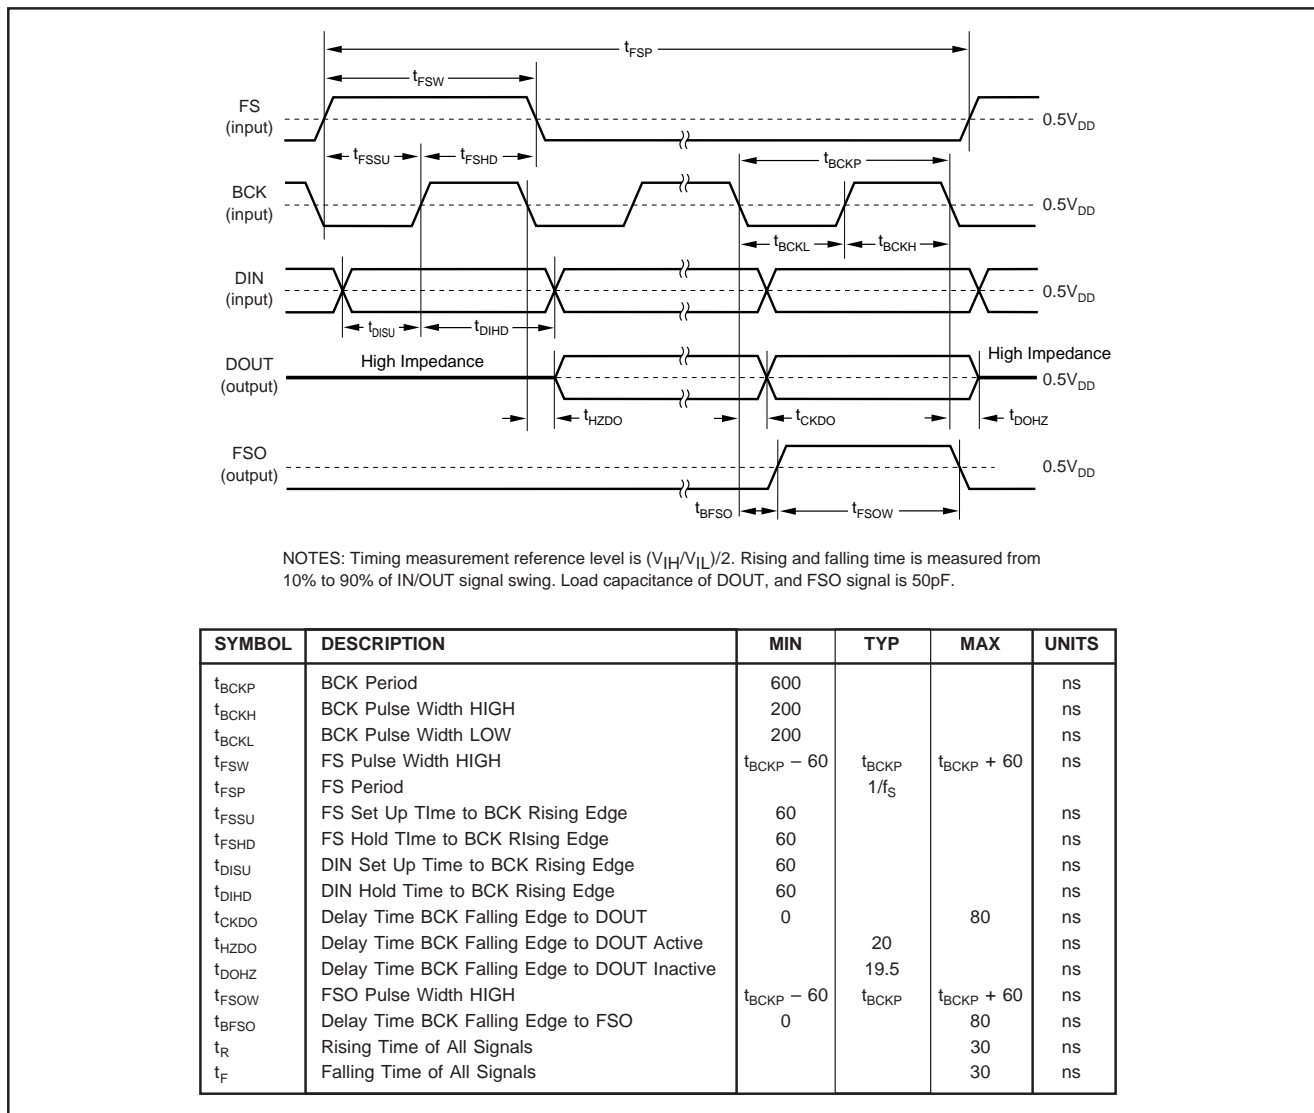 tFSP
tFSW
FS
(input)
0.5VDD
tFSSU
tFSHD
tBCKP
BCK
(input)
0.5VDD
tBCKL
tBCKH
DIN
(input)
0.5VDD
tDISU
tDIHD
DOUT
(output)
High Impedance
High Impedance
0.5VDD
tHZDO
tCKDO
tDOHZ
FSO
(output)
0.5VDD
tBFSO
tFSOW
NOTES: Timing measurement reference level is (VIH/VIL)/2. Rising and falling time is measured from
10% to 90% of IN/OUT signal swing. Load capacitance of DOUT, and FSO signal is 50pF.
SYMBOL DESCRIPTION MIN TYP MAX UNITS
tBCKP BCK Period 600 ns
tBCKH BCK Pulse Width HIGH 200 ns
tBCKL BCK Pulse Width LOW 200 ns
tFSW FS Pulse Width HIGH tBCKP – 60 tBCKP tBCKP + 60 ns
tFSP FS Period 1/fS
tFSSU FS Set Up TIme to BCK Rising Edge 60 ns
tFSHD FS Hold TIme to BCK RIsing Edge 60 ns
tDISU DIN Set Up Time to BCK Rising Edge 60 ns
tDIHD DIN Hold Time to BCK Rising Edge 60 ns
tCKDO Delay Time BCK Falling Edge to DOUT 0 80 ns
tHZDO Delay Time BCK Falling Edge to DOUT Active 20 ns
tDOHZ Delay Time BCK Falling Edge to DOUT Inactive 19.5 ns
tFSOW FSO Pulse Width HIGH tBCKP – 60 tBCKP tBCKP + 60 ns
tBFSO Delay Time BCK Falling Edge to FSO 0 80 ns
tR Rising Time of All Signals 30 ns
tF Falling Time of All Signals 30 ns